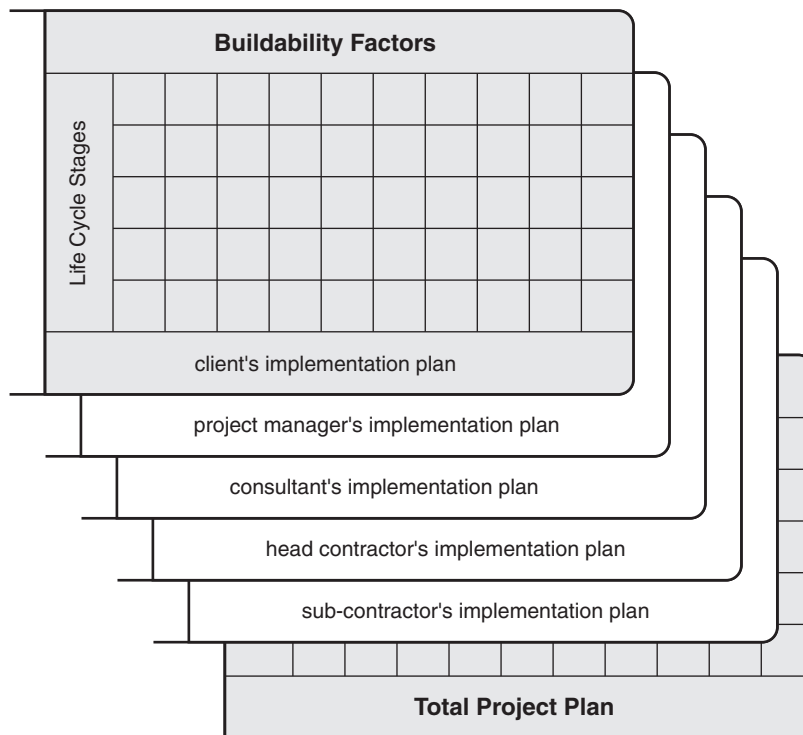 Buildability Factors
Life Cycle Stages
client's implementation plan
project manager's implementation plan
consultant's implementation plan
head contractor's implementation plan
sub-contractor's implementation plan
Total Project Plan